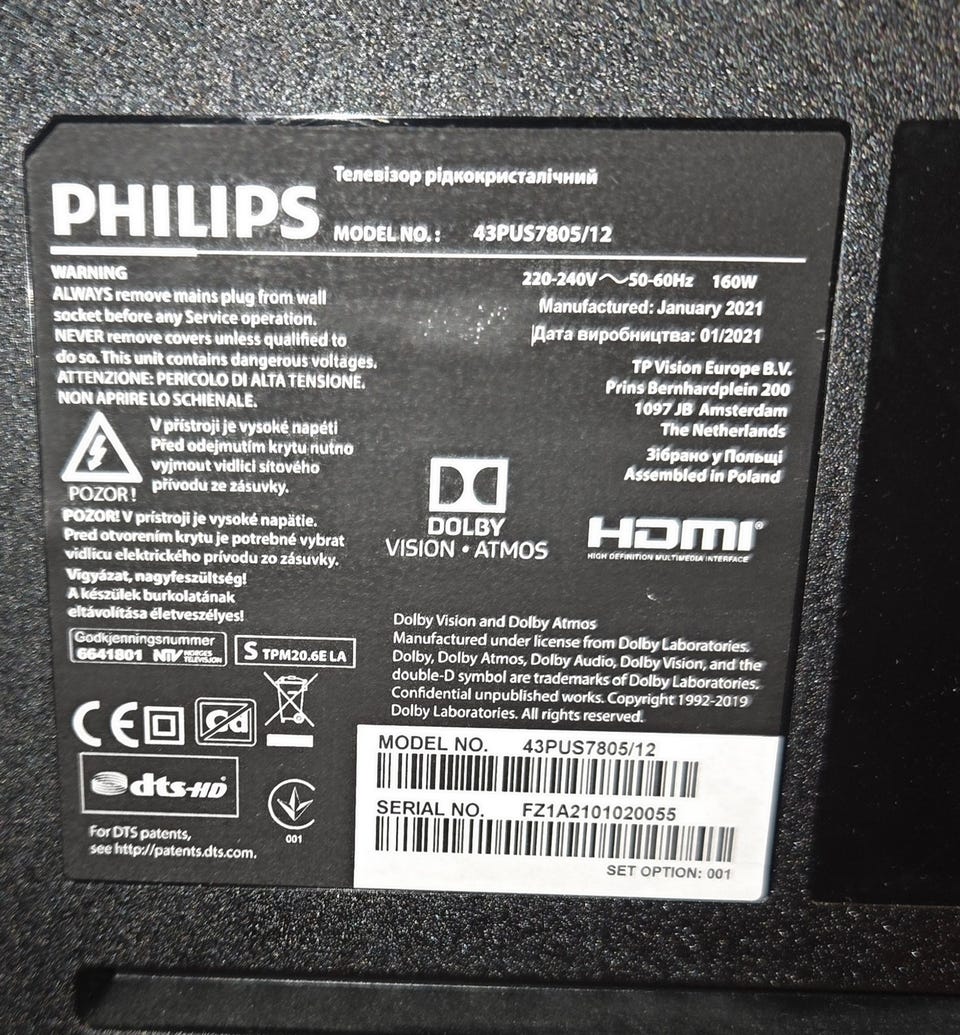 Телевізор рідкокристалічний
PHILIPS MODEL NO.: 43PUS7805/12
WARNING
ALWAYS remove mains plug from wall
socket before any Service operation.
NEVER remove covers unless qualified to
do so. This unit contains dangerous voltages.
ATTENZIONE: PERICOLO DI ALTA TENSIONE.
NON APRIRE LO SCHIENALE.
V přístroji je vysoké napětí
Před odejmutím krytu nutno
vyjmout vidlici síťového
přívodu ze zásuvky.
POZOR!
POZOR! V prístroji je vysoké napätie.
Pred otvorením krytu je potrebné vybrat
vidlicu elektrického prívodu zo zásuvky.
Vigyázat, nagyfeszültség!
A készülek burkolatának
eltávolítása életveszélyes!
Godkjenningsnummer
6641801 NTV NORGES TELEVISJON
S TPM20.6E LA
CE
Cd
dts-HD
001
For DTS patents,
see http://patents.dts.com.
220-240V~50-60Hz 160W
Manufactured: January 2021
Дата виробництва: 01/2021
TP Vision Europe B.V.
Prins Bernhardplein 200
1097 JB Amsterdam
The Netherlands
Зібрано у Польщі
Assembled in Poland
DOLBY
VISION • ATMOS
HDMI®
HIGH DEFINITION MULTIMEDIA INTERFACE
Dolby Vision and Dolby Atmos
Manufactured under license from Dolby Laboratories.
Dolby, Dolby Atmos, Dolby Audio, Dolby Vision, and the
double-D symbol are trademarks of Dolby Laboratories.
Confidential unpublished works. Copyright 1992-2019
Dolby Laboratories. All rights reserved.
MODEL NO. 43PUS7805/12
SERIAL NO. FZ1A2101020055
SET OPTION: 001